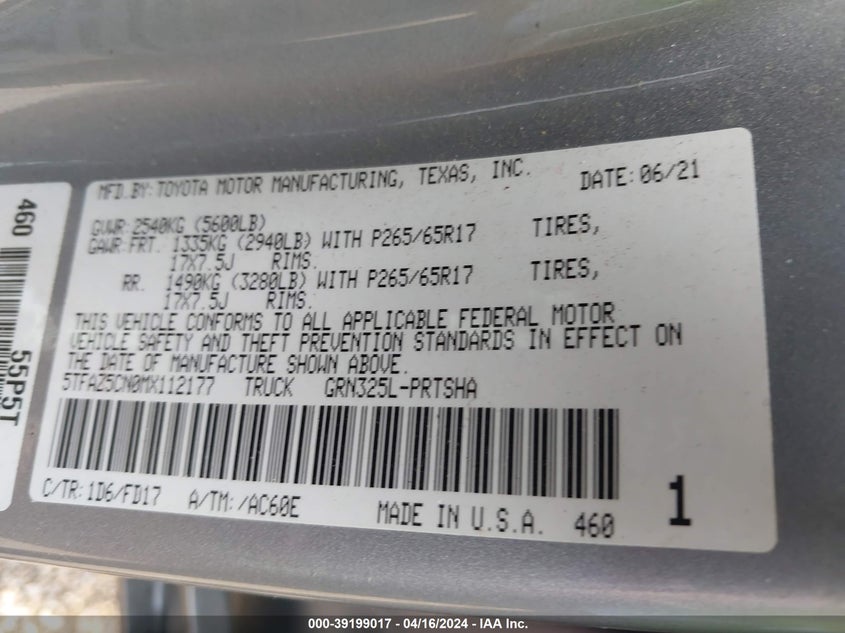 MFD.BY:TOYOTA MOTOR MANUFACTURING, TEXAS, INC. DATE:06/21
GVWR:2540KG (5600LB)
GAWR:FRT. 1335KG (2940LB) WITH P265/65R17 TIRES,
17X7.5J RIMS.
RR. 1490KG (3280LB) WITH P265/65R17 TIRES,
17X7.5J RIMS.
THIS VEHICLE CONFORMS TO ALL APPLICABLE FEDERAL MOTOR
VEHICLE SAFETY AND THEFT PREVENTION STANDARDS IN EFFECT ON
THE DATE OF MANUFACTURE SHOWN ABOVE.
5TFAZ5CN0MX112177 TRUCK GRN325L-PRTSHA
C/TR:1D6/FD17 A/TM:/AC60E
MADE IN U.S.A. 460 1
460
55P5T
000-39199017 - 04/16/2024 - IAA Inc.